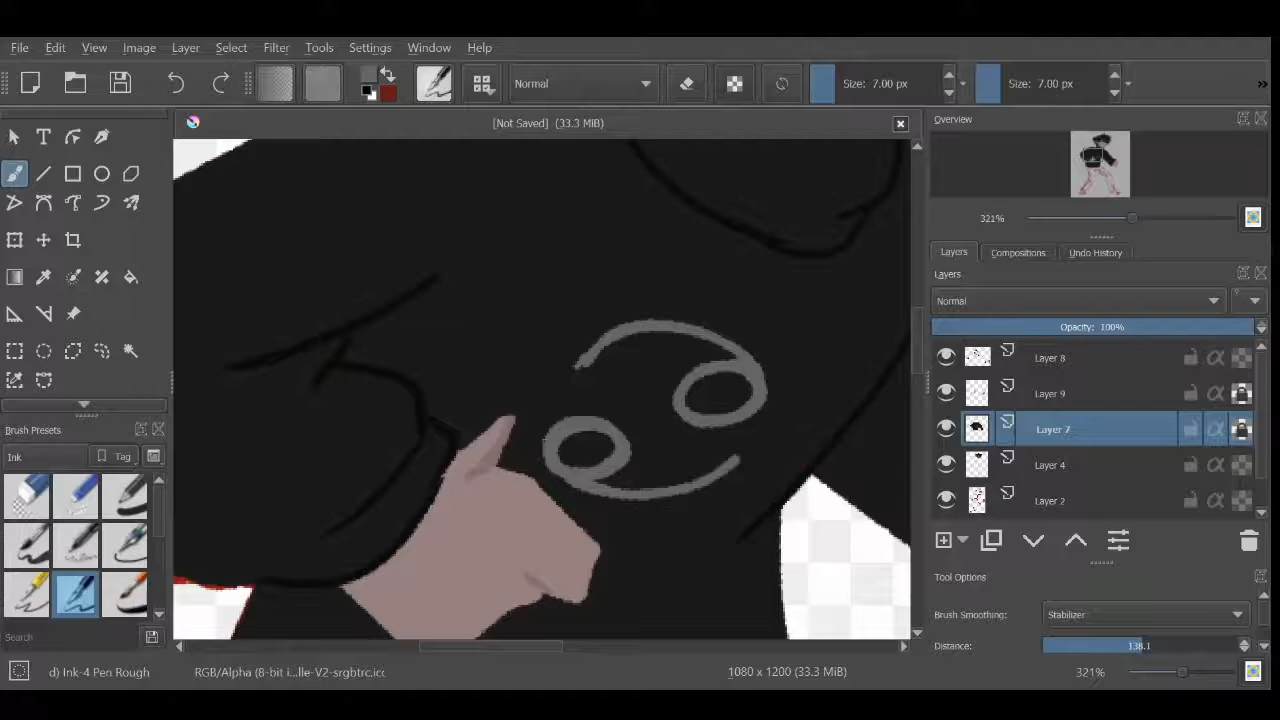 File Edit View Image Layer Select Filter Tools Settings Window Help
Normal Size: 7.00 px Size: 7.00 px »
[Not Saved] (33.3 MiB)
Overview
321%
Layers Compositions Undo History
Layers
Normal
Opacity: 100%
Layer 8
Layer 9
Layer 7
Layer 4
Layer 2
Brush Presets
Ink Tag
Search
Tool Options
Brush Smoothing: Stabilizer
Distance: 138.1
d) Ink-4 Pen Rough RGB/Alpha (8-bit i...lle-V2-srgbtrc.icc 1080 x 1200 (33.3 MiB) 321%